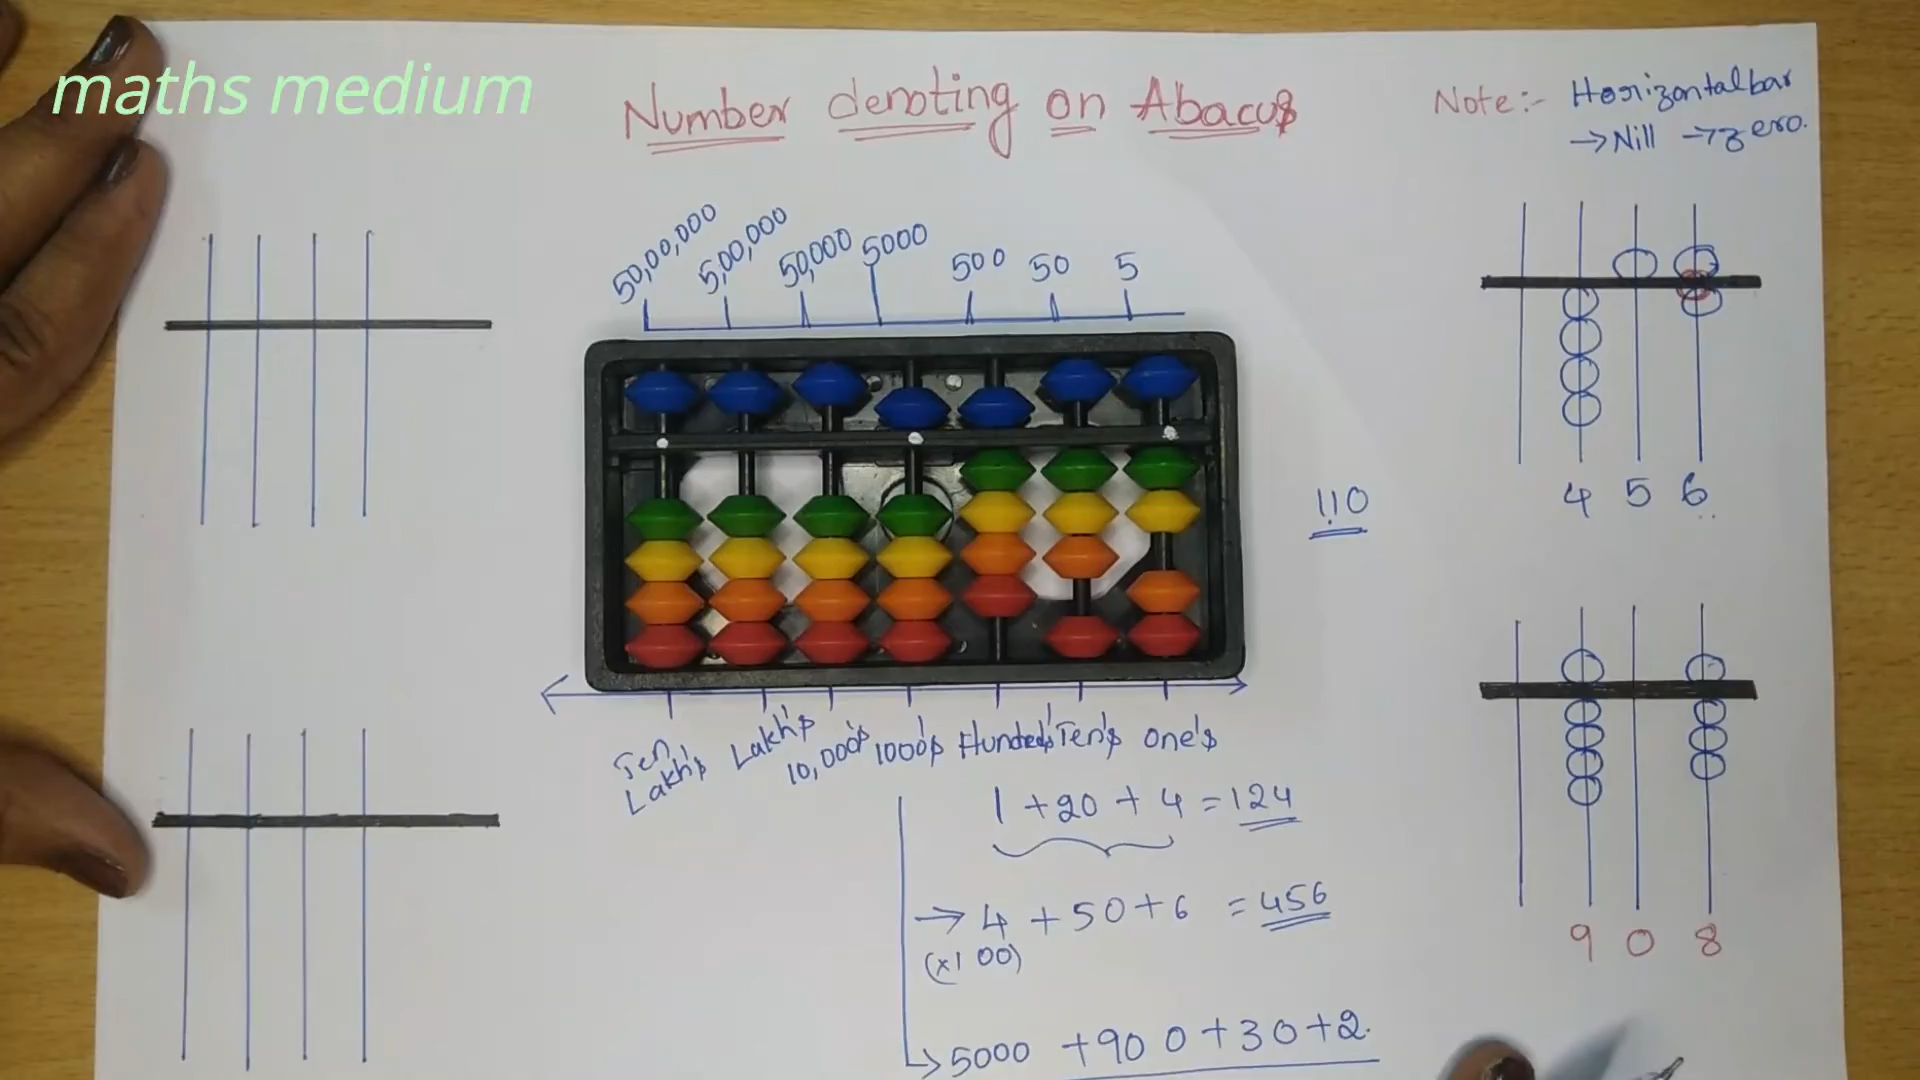 maths medium
Number denoting on Abacus
Note:- Horizontal bar
→ Nill → zero.
50,00,000 5,00,000 50,000 5000 500 50 5
110
4 5 6
Ten Lakh's Lakh's 10,000's 1000's Hundred's Ten's one's
1 + 20 + 4 = 124
→ 4 + 50 + 6 = 456
(x100)
9 0 8
→ 5000 + 900 + 30 + 2.